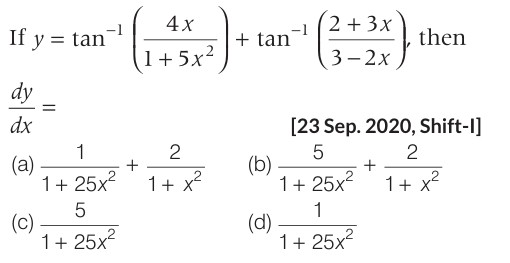 If y = tan⁻¹ (4x / (1 + 5x²)) + tan⁻¹ ((2 + 3x) / (3 − 2x)), then
dy/dx =
[23 Sep. 2020, Shift-I]
(a) 1/(1 + 25x²) + 2/(1 + x²) (b) 5/(1 + 25x²) + 2/(1 + x²)
(c) 5/(1 + 25x²) (d) 1/(1 + 25x²)